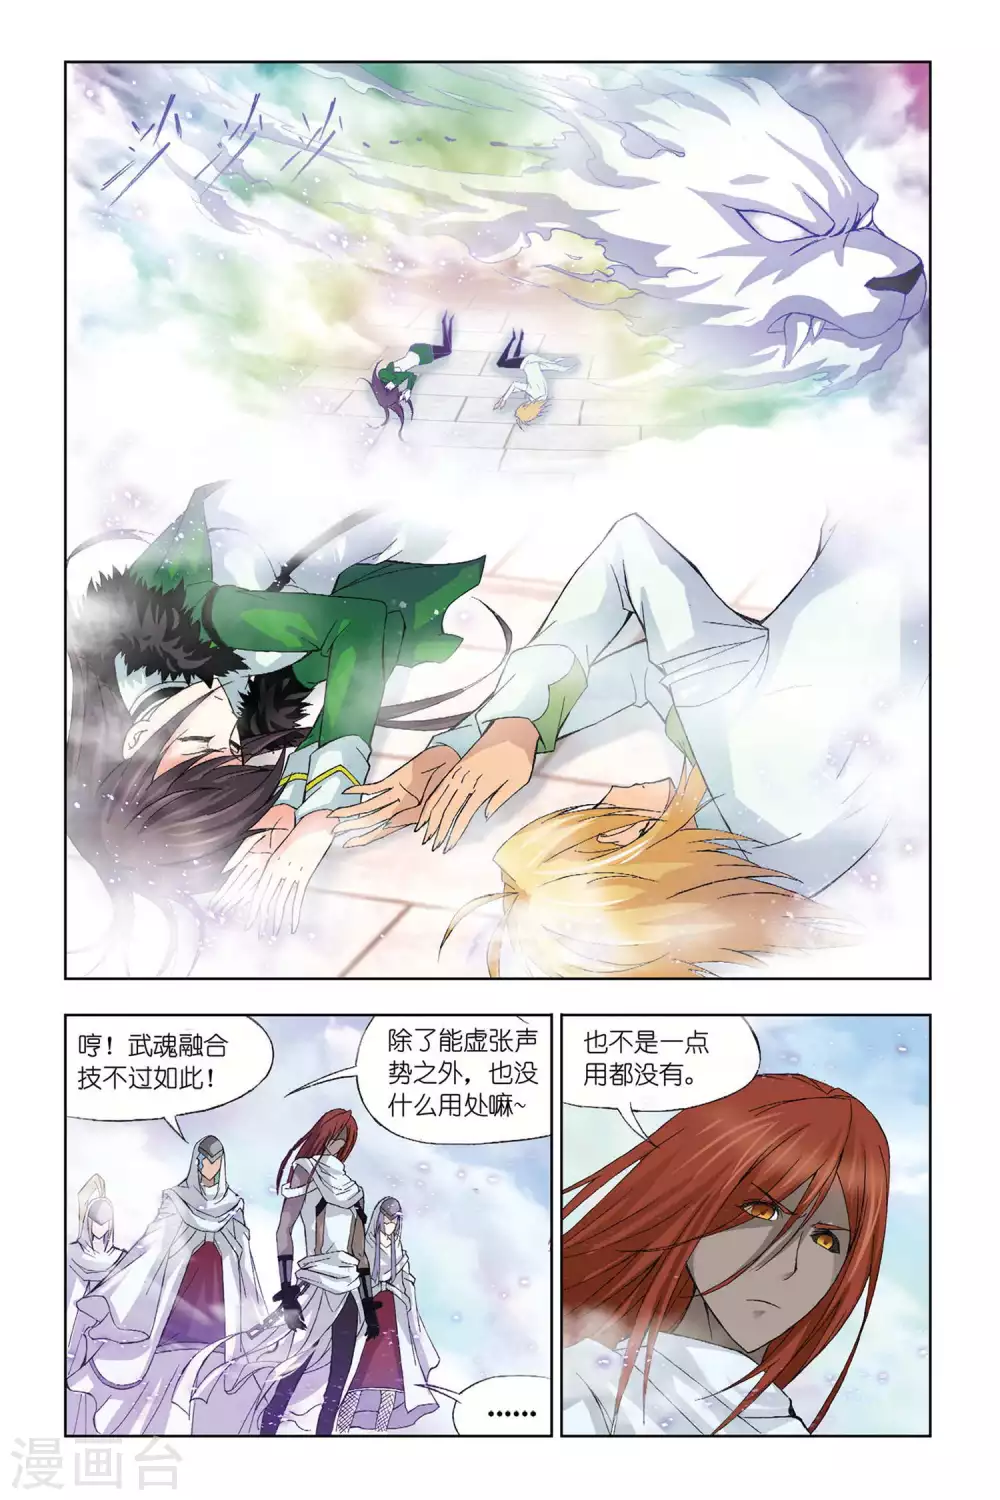 沙沙沙
哼！武魂融合
技不过如此！
除了能虚张声
势之外，也没
什么用处嘛~
……
也不是一点
用都没有。
漫画台